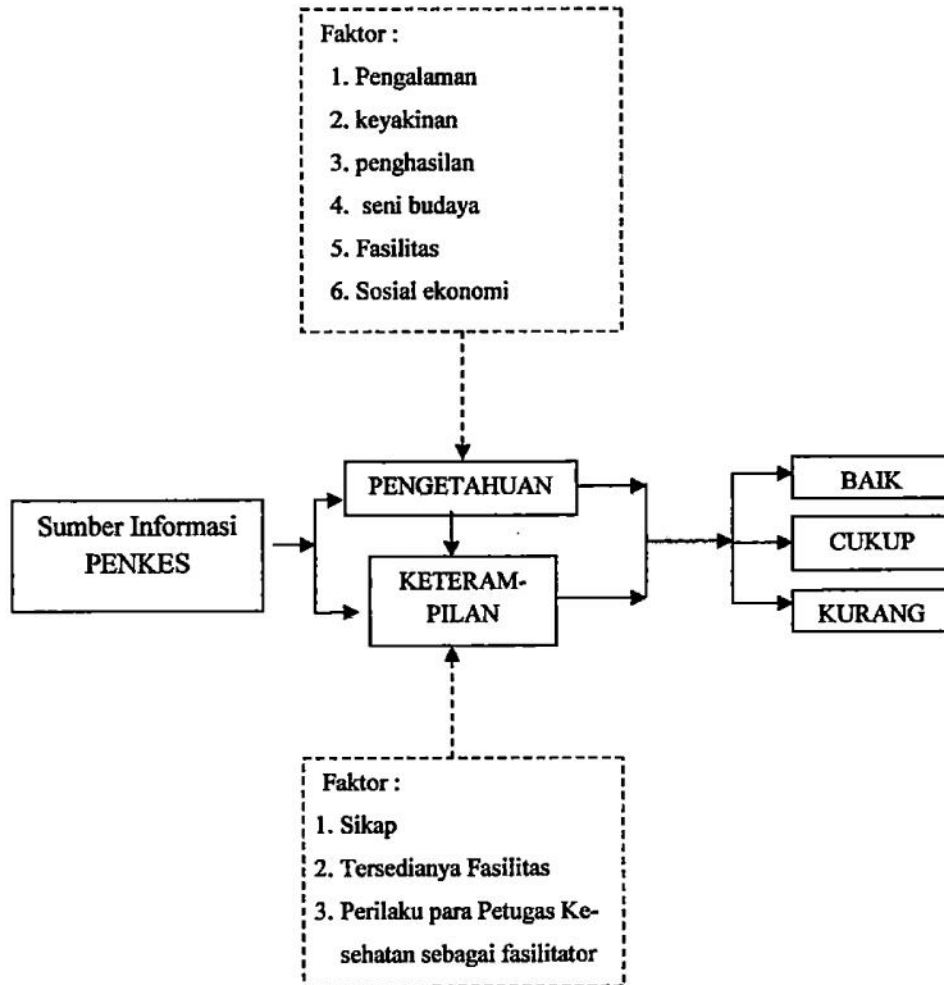 Faktor :
1. Pengalaman
2. keyakinan
3. penghasilan
4. seni budaya
5. Fasilitas
6. Sosial ekonomi
Sumber Informasi
PENKES
PENGETAHUAN
KETERAM-
PILAN
BAIK
CUKUP
KURANG
Faktor :
1. Sikap
2. Tersedianya Fasilitas
3. Perilaku para Petugas Ke-
sehatan sebagai fasilitator